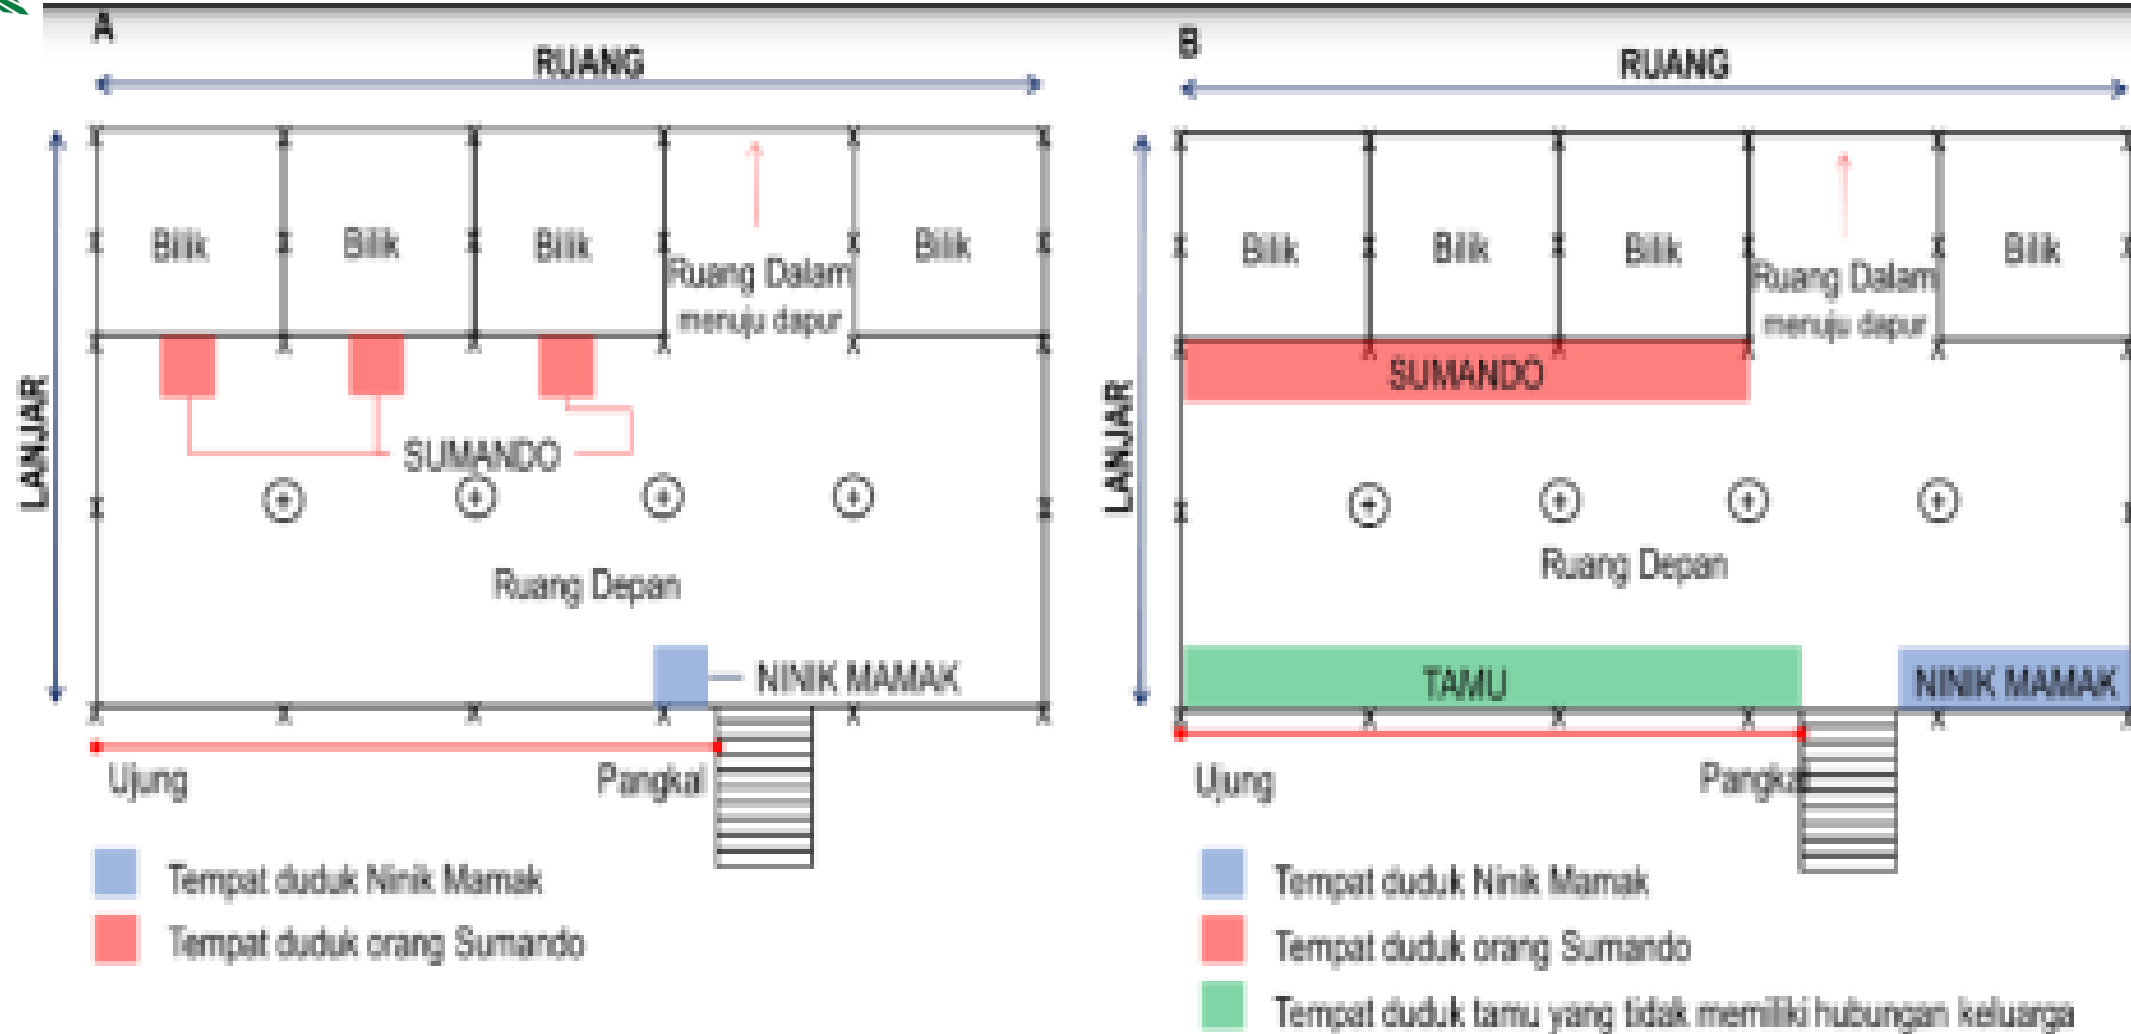 A
RUANG
LANJAR
Bilik
Bilik
Bilik
Bilik
Ruang Dalam
menuju dapur
SUMANDO
Ruang Depan
NINIK MAMAK
Ujung
Pangkal
Tempat duduk Ninik Mamak
Tempat duduk orang Sumando
B
RUANG
LANJAR
Bilik
Bilik
Bilik
Bilik
Ruang Dalam
menuju dapur
SUMANDO
Ruang Depan
TAMU
NINIK MAMAK
Ujung
Pangkal
Tempat duduk Ninik Mamak
Tempat duduk orang Sumando
Tempat duduk tamu yang tidak memiliki hubungan keluarga